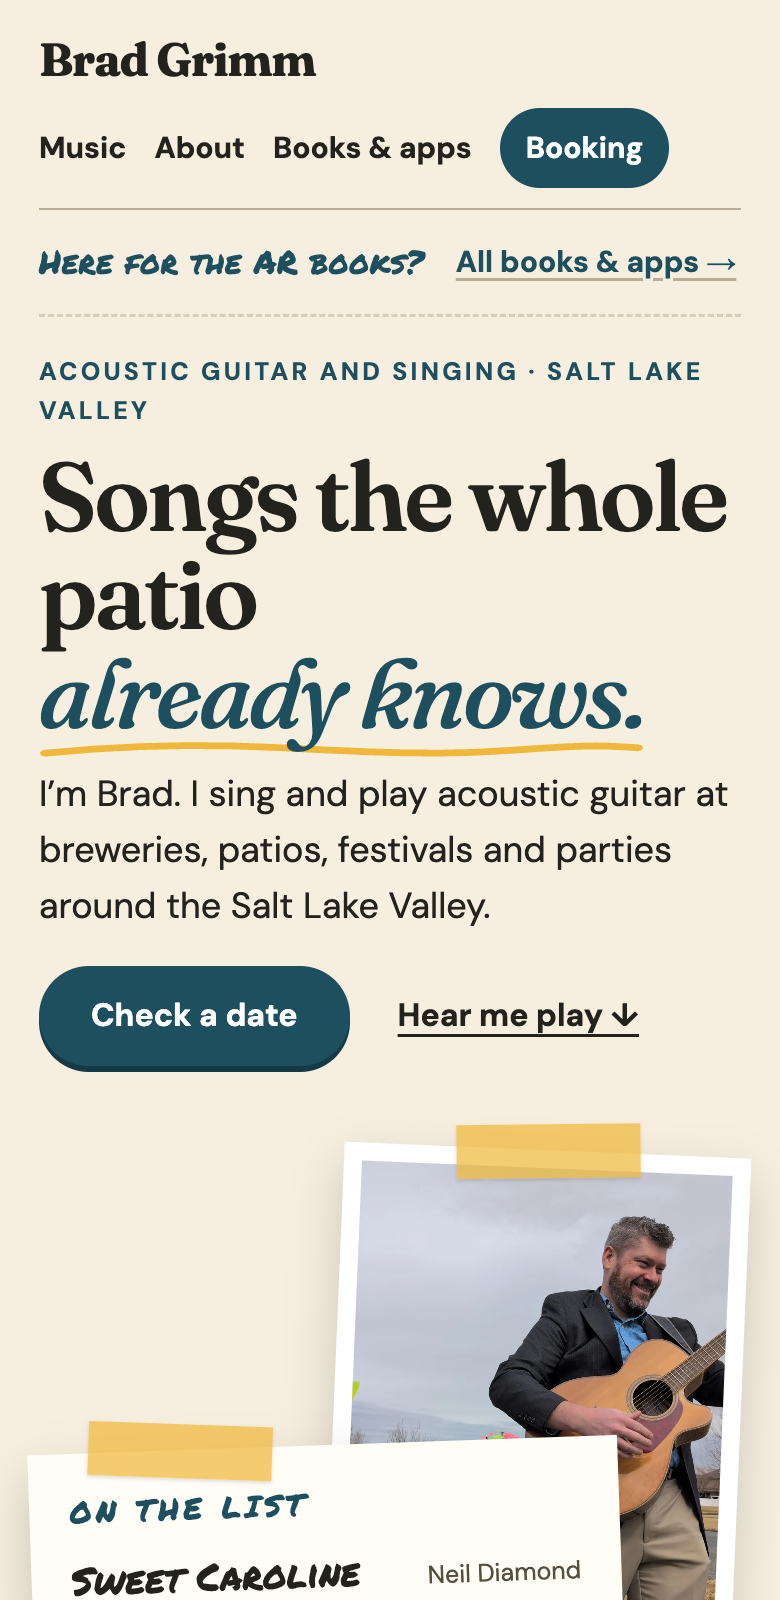 Brad Grimm
Music About Books & apps Booking
Here for the AR books? All books & apps →
ACOUSTIC GUITAR AND SINGING · SALT LAKE
VALLEY
Songs the whole
patio
already knows.
I’m Brad. I sing and play acoustic guitar at
breweries, patios, festivals and parties
around the Salt Lake Valley.
Check a date Hear me play ↓
ON THE LIST
Sweet Caroline Neil Diamond